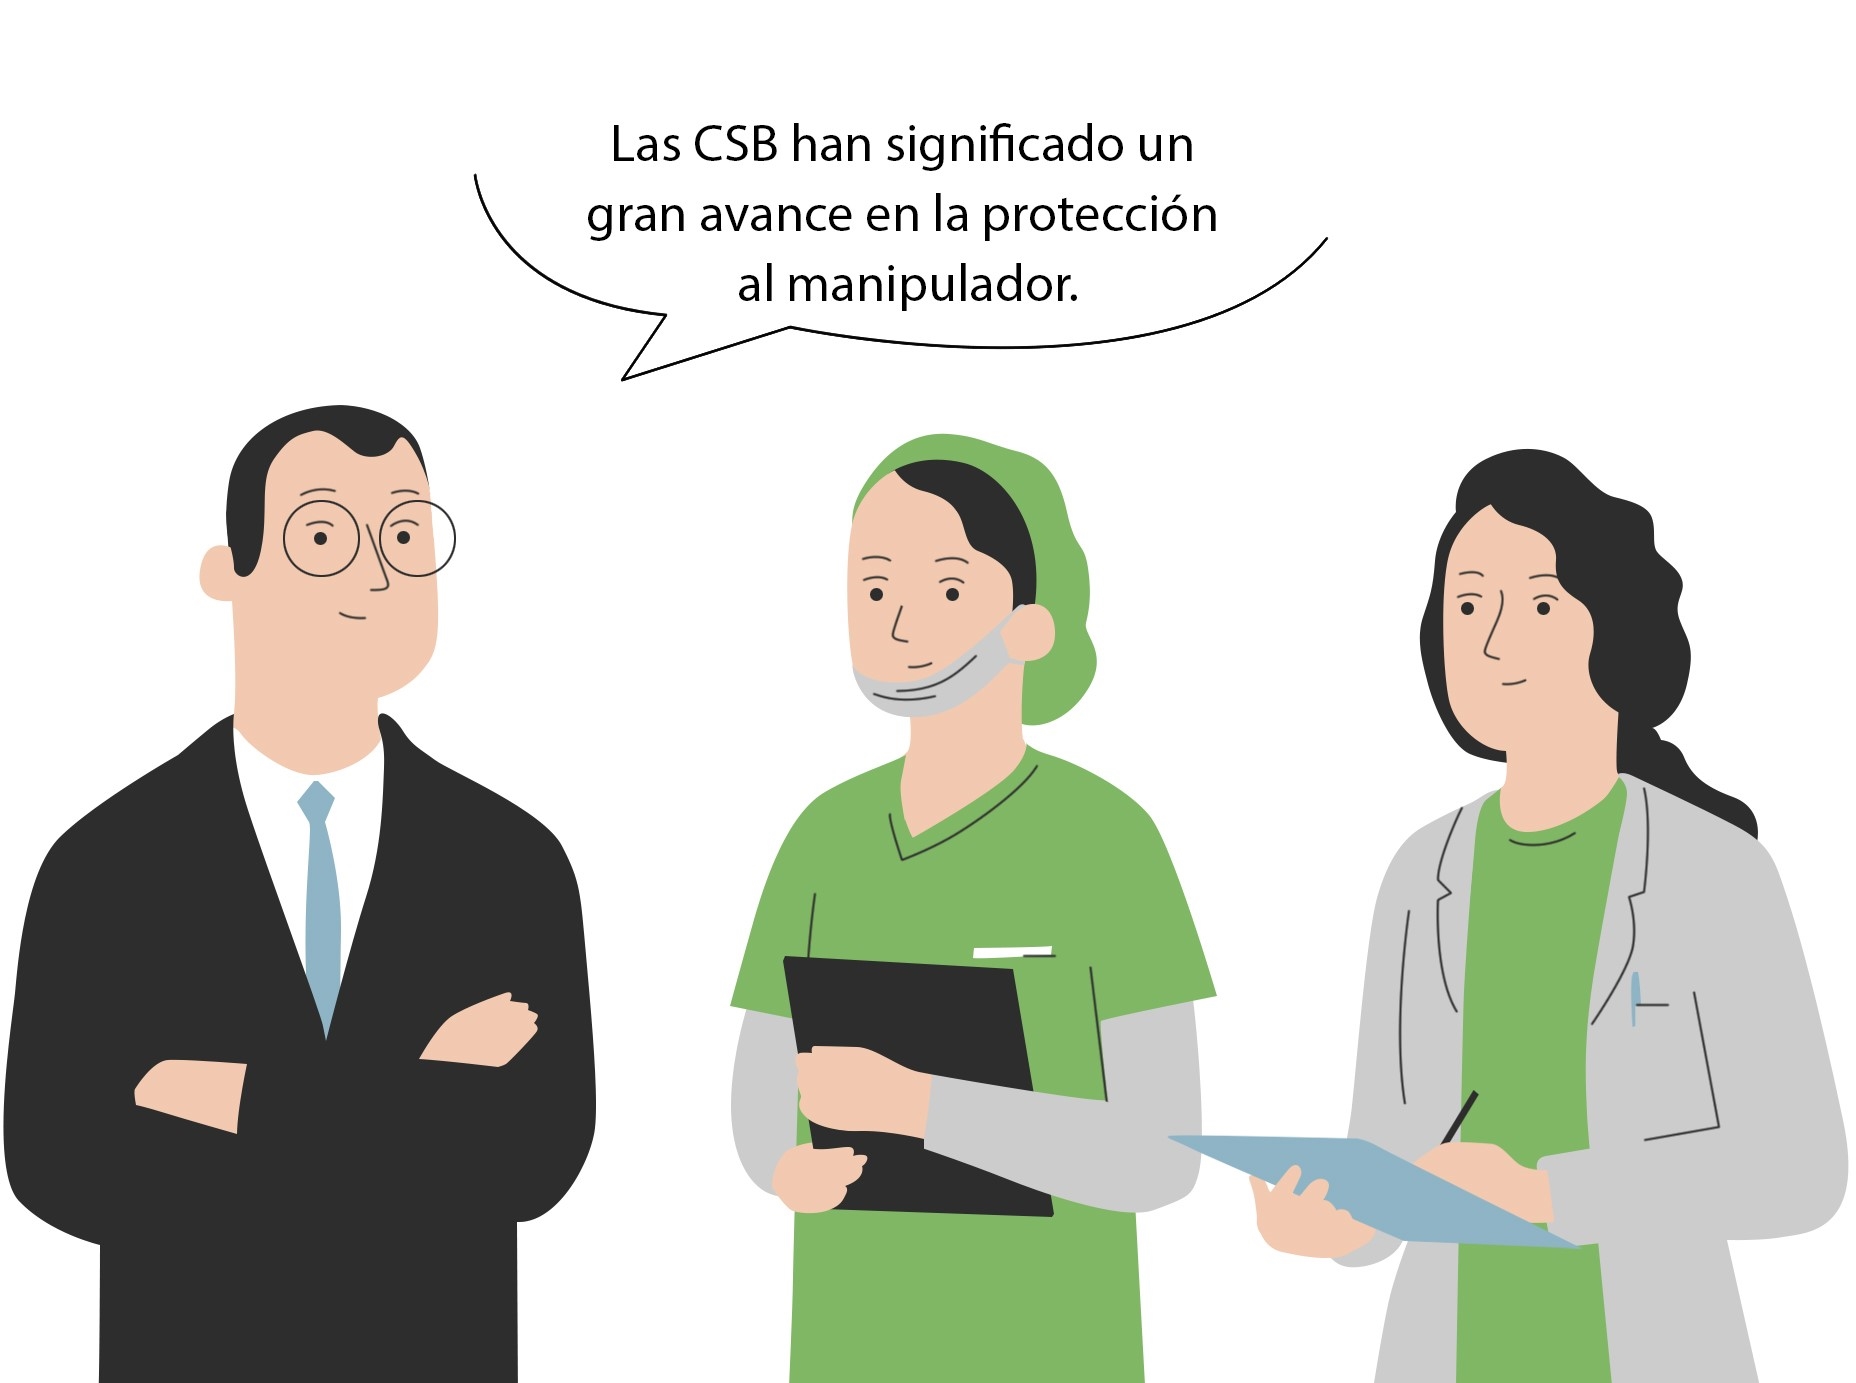 Las CSB han significado un
gran avance en la protección
al manipulador.